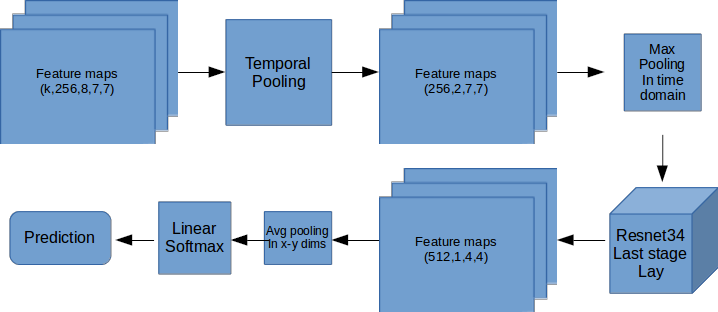 Feature maps
(k,256,8,7,7)
Temporal
Pooling
Feature maps
(256,2,7,7)
Max
Pooling
In time
domain
Resnet34
Last stage
Lay
Feature maps
(512,1,4,4)
Avg pooling
In x-y dims
Linear
Softmax
Prediction